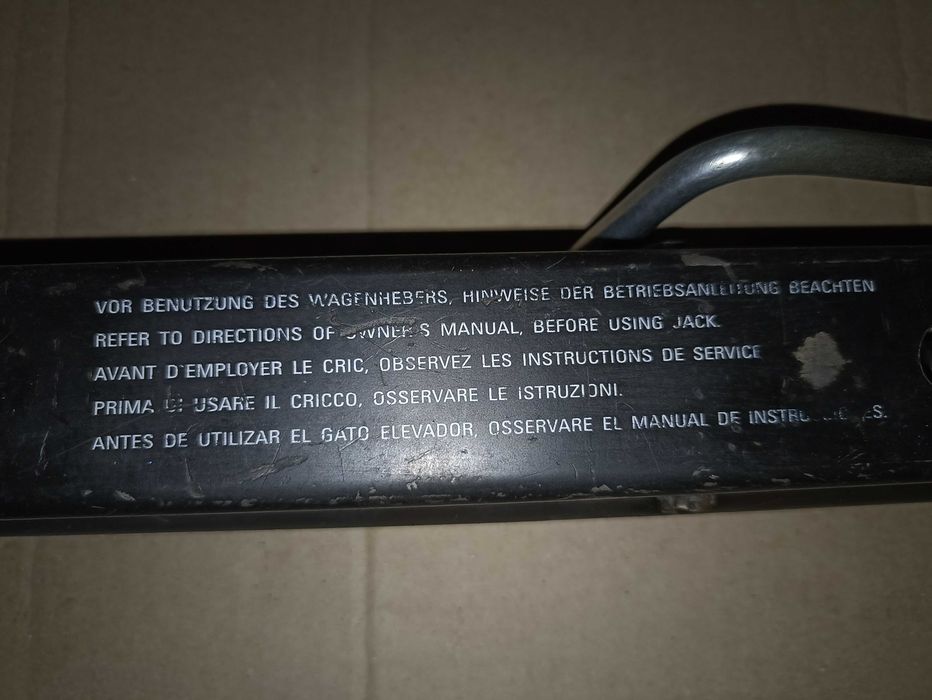 VOR BENUTZUNG DES WAGENHEBERS, HINWEISE DER BETRIEBSANLEITUNG BEACHTEN
REFER TO DIRECTIONS OF OWNER'S MANUAL, BEFORE USING JACK.
AVANT D'EMPLOYER LE CRIC, OBSERVEZ LES INSTRUCTIONS DE SERVICE
PRIMA DI USARE IL CRICCO, OSSERVARE LE ISTRUZIONI.
ANTES DE UTILIZAR EL GATO ELEVADOR, OSSERVARE EL MANUAL DE INSTRUCCIONES.